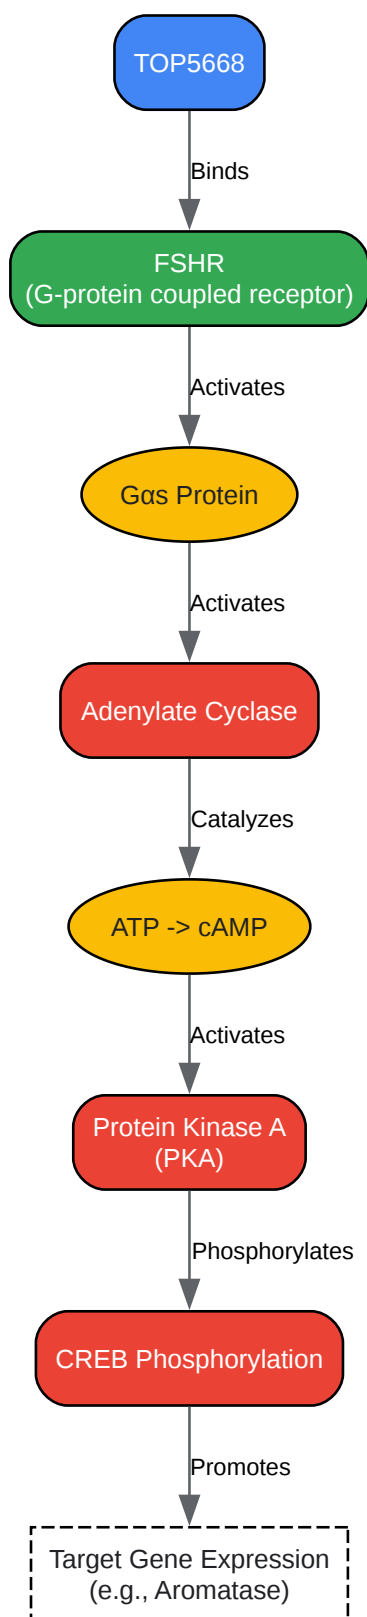 TOP5668
Binds
FSHR
(G-protein coupled receptor)
Activates
Gαs Protein
Activates
Adenylate Cyclase
Catalyzes
ATP -> cAMP
Activates
Protein Kinase A
(PKA)
Phosphorylates
CREB Phosphorylation
Promotes
Target Gene Expression
(e.g., Aromatase)